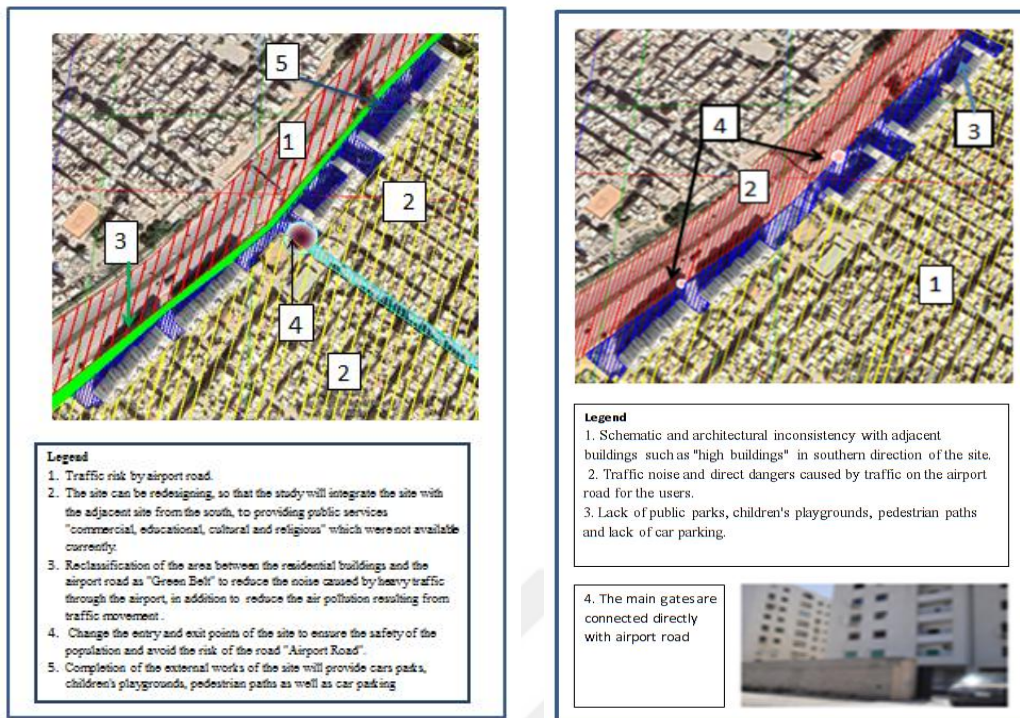 5
1
2
3
4
2
Legend
1. Traffic risk by airport road.
2. The site can be redesigning, so that the study will integrate the site with
the adjacent site from the south, to providing public services
"commercial, educational, cultural and religious" which were not available
currently.
3. Reclassification of the area between the residential buildings and the
airport road as "Green Belt" to reduce the noise caused by heavy traffic
through the airport, in addition to reduce the air pollution resulting from
traffic movement .
4. Change the entry and exit points of the site to ensure the safety of the
population and avoid the risk of the road "Airport Road".
5. Completion of the external works of the site will provide cars parks,
children's playgrounds, pedestrian paths as well as car parking
4
3
2
1
Legend
1. Schematic and architectural inconsistency with adjacent
buildings such as "high buildings" in southern direction of the site.
2. Traffic noise and direct dangers caused by traffic on the airport
road for the users.
3. Lack of public parks, children's playgrounds, pedestrian paths
and lack of car parking.
4. The main gates are
connected directly
with airport road